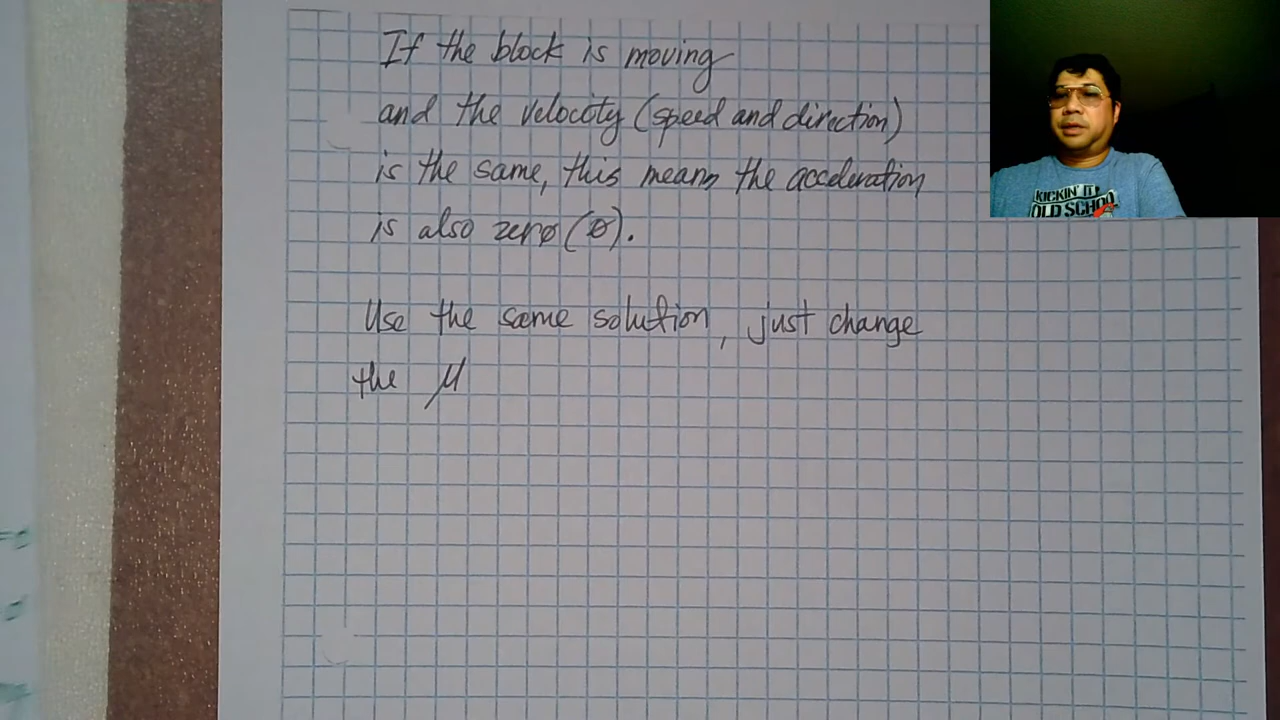 If the block is moving
and the velocity (speed and direction)
is the same, this means the acceleration
is also zerø (0).
Use the same solution, just change
the μ
KICKIN' IT
OLD SCHOOL